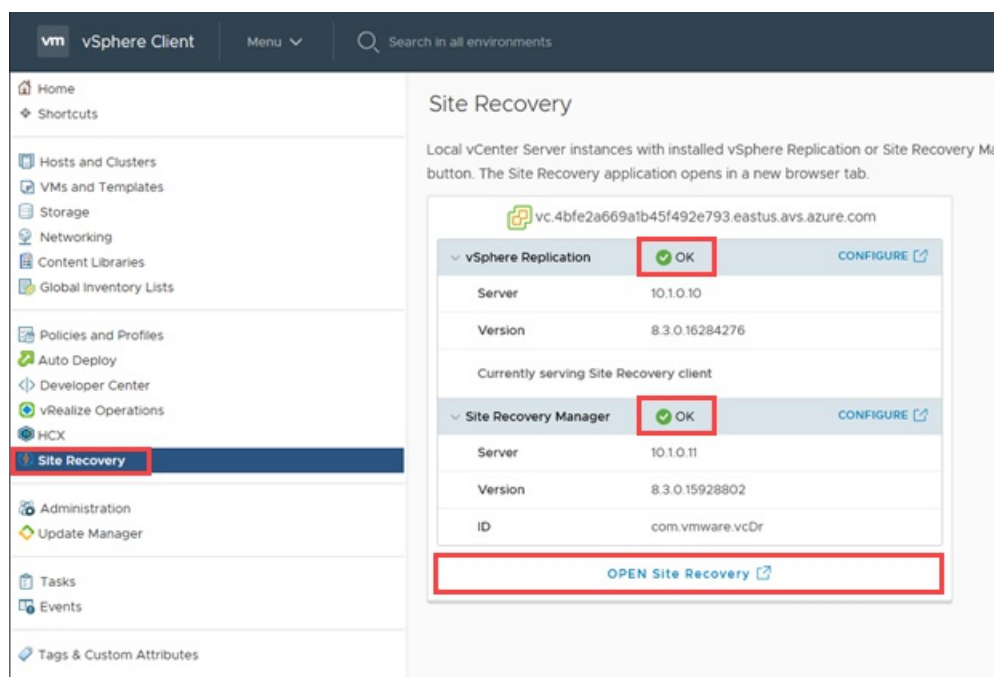 vm vSphere Client Menu Search in all environments
Home
Shortcuts
Hosts and Clusters
VMs and Templates
Storage
Networking
Content Libraries
Global Inventory Lists
Policies and Profiles
Auto Deploy
Developer Center
vRealize Operations
HCX
Site Recovery
Administration
Update Manager
Tasks
Events
Tags & Custom Attributes
Site Recovery
Local vCenter Server instances with installed vSphere Replication or Site Recovery Ma
button. The Site Recovery application opens in a new browser tab.
vc.4bfe2a669a1b45f492e793.eastus.avs.azure.com
vSphere Replication OK CONFIGURE
Server 10.1.0.10
Version 8.3.0.16284276
Currently serving Site Recovery client
Site Recovery Manager OK CONFIGURE
Server 10.1.0.11
Version 8.3.0.15928802
ID com.vmware.vcDr
OPEN Site Recovery